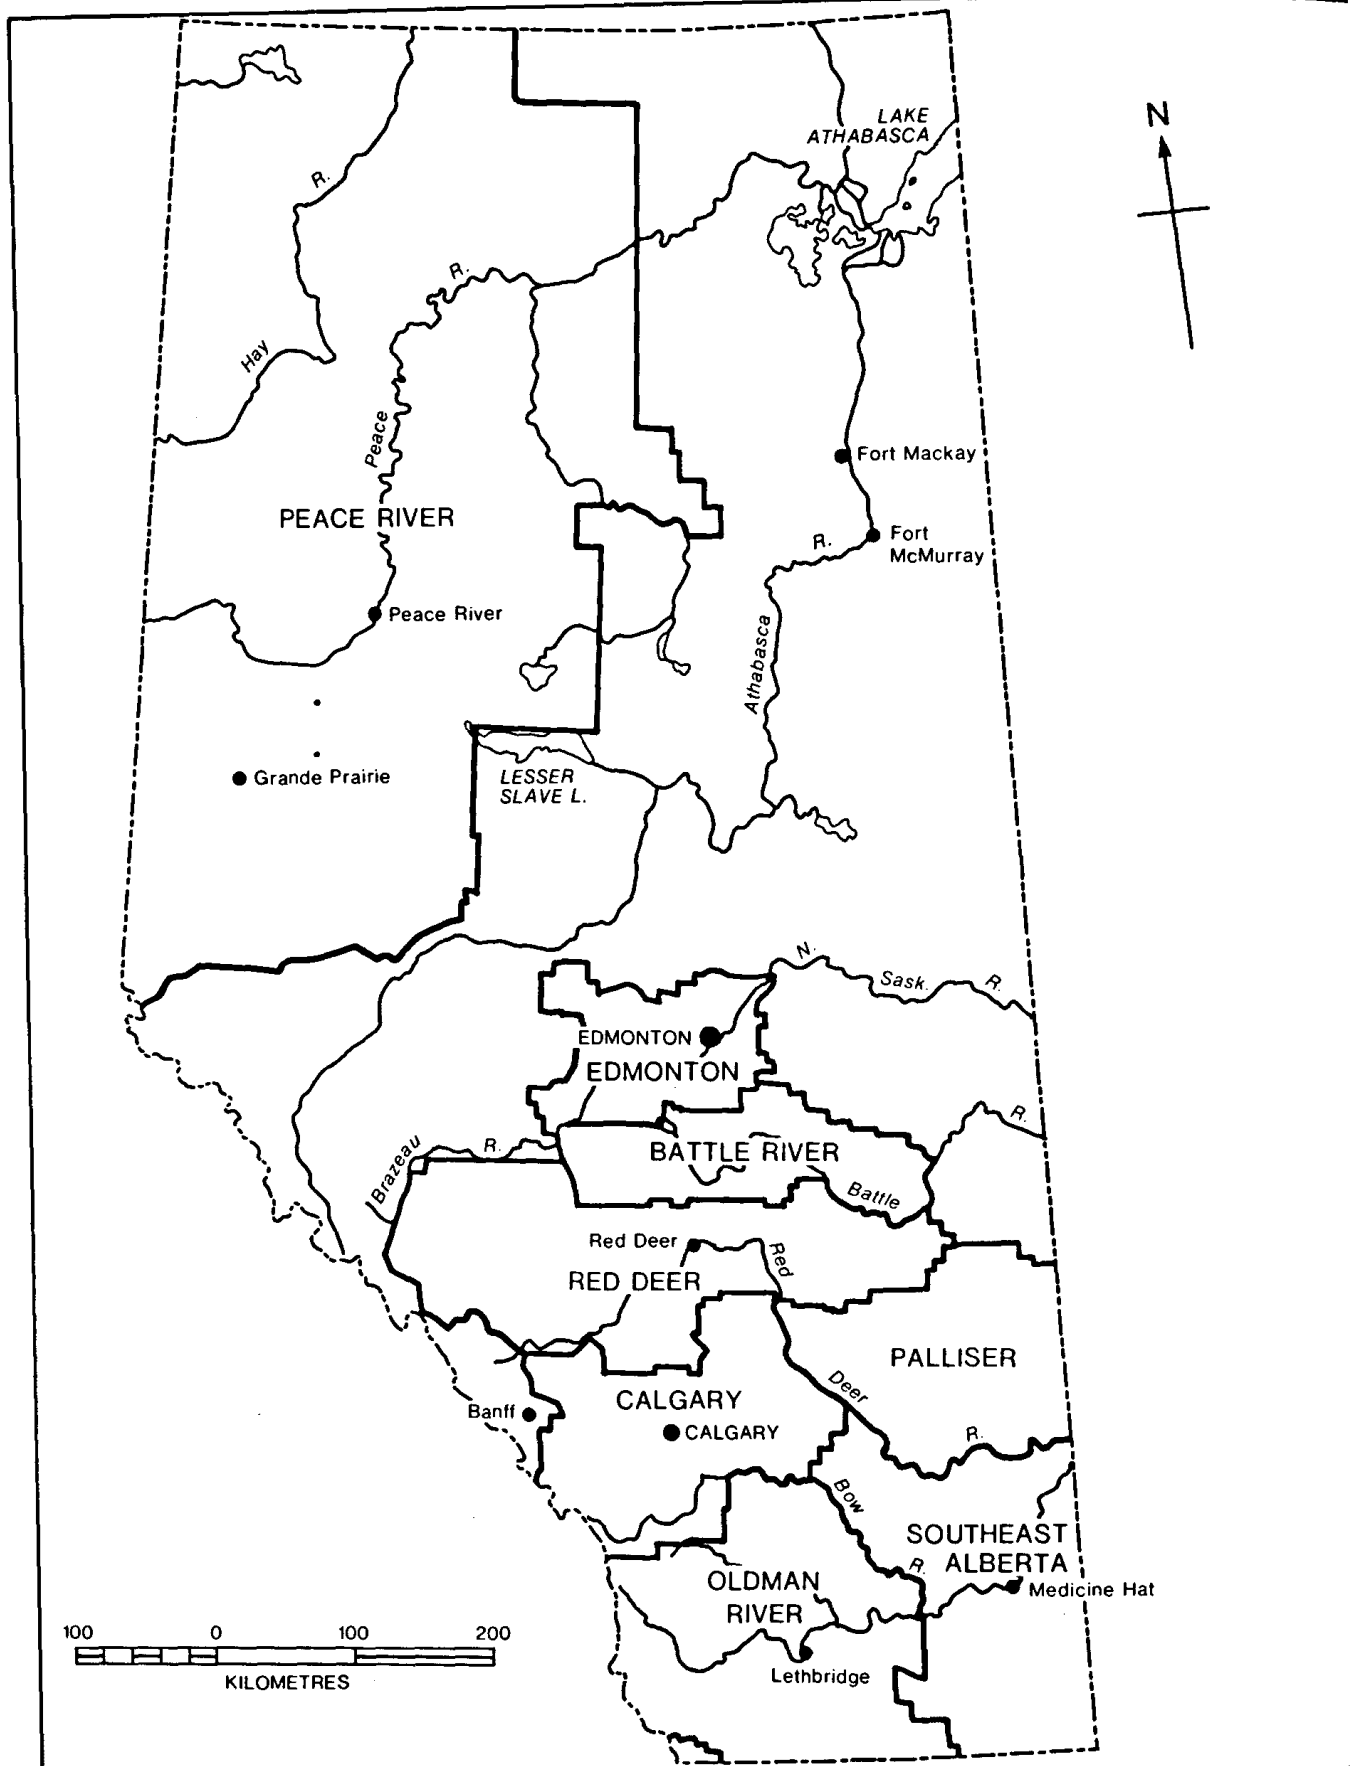 N
LAKE
ATHABASCA
R.
R.
Hay
Peace
Fort Mackay
PEACE RIVER
R.
Fort
McMurray
Peace River
Athabasca
Grande Prairie
LESSER
SLAVE L.
N.
Sask.
R.
EDMONTON
EDMONTON
R.
Brazeau
R.
BATTLE RIVER
Battle
Red Deer
Red
RED DEER
PALLISER
Deer
CALGARY
Banff
CALGARY
R.
Bow
SOUTHEAST
ALBERTA
R.
OLDMAN
RIVER
Medicine Hat
100 0 100 200
KILOMETRES
Lethbridge